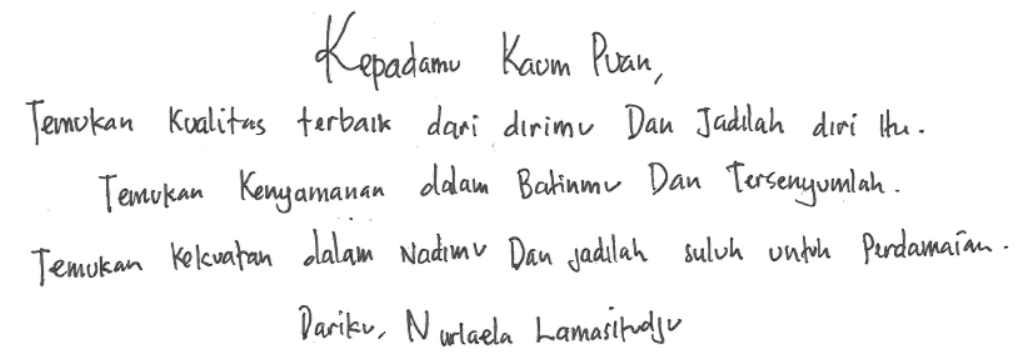 Kepadamu Kaum Puan,
Temukan Kualitas terbaik dari dirimu Dan Jadilah diri Itu.
Temukan Kenyamanan dalam Batinmu Dan Tersenyumlah.
Temukan Kekuatan dalam Nadimu Dan jadilah suluh untuk Perdamaian.
Dariku, Nurlaela Lamasitudju